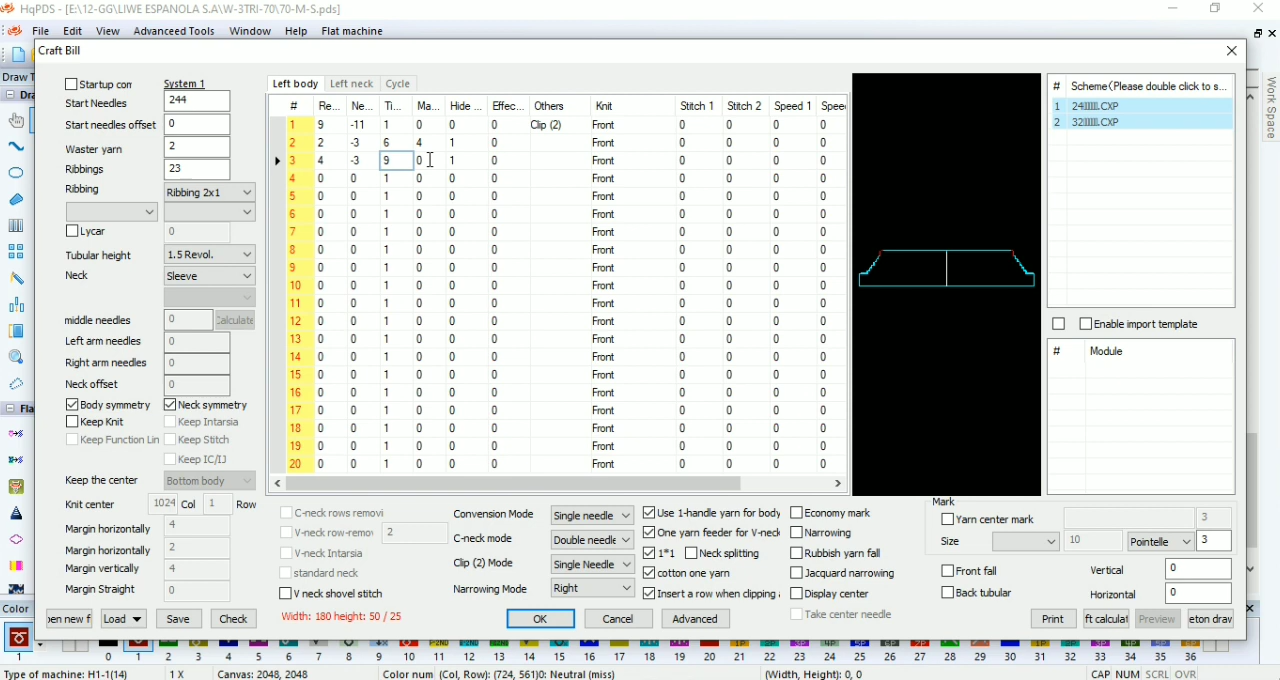 HqPDS - [E:\12-GG\LIWE ESPANOLA S.A\W-3TRI-70\70-M-S.pds]
File Edit View Advanceed Tools Window Help Flat machine
Craft Bill
Draw T
Work Space
Startup con System 1
Start Needles 244
Start needles offset 0
Waster yarn 2
Ribbings 23
Ribbing Ribbing 2x1
Lycar 0
Tubular height 1.5 Revol.
Neck Sleeve
middle needles 0 Calculate
Left arm needles 0
Right arm needles 0
Neck offset 0
Body symmetry Neck symmetry
Keep Knit Keep Intarsia
Keep Function Lin Keep Stitch
Keep IC/IJ
Keep the center Bottom body
Knit center 1024 Col 1 Row
Margin horizontally 4
Margin horizontally 2
Margin vertically 4
Margin Straight 0
Left body Left neck Cycle
# Re... Ne... Ti... Ma... Hide ... Effec... Others Knit Stitch 1 Stitch 2 Speed 1 Spee
1 9 -11 1 0 0 0 Clip (2) Front 0 0 0 0
2 2 -3 6 4 1 0 Front 0 0 0 0
3 4 -3 9 0 1 0 Front 0 0 0 0
4 0 0 1 0 0 0 Front 0 0 0 0
5 0 0 1 0 0 0 Front 0 0 0 0
6 0 0 1 0 0 0 Front 0 0 0 0
7 0 0 1 0 0 0 Front 0 0 0 0
8 0 0 1 0 0 0 Front 0 0 0 0
9 0 0 1 0 0 0 Front 0 0 0 0
10 0 0 1 0 0 0 Front 0 0 0 0
11 0 0 1 0 0 0 Front 0 0 0 0
12 0 0 1 0 0 0 Front 0 0 0 0
13 0 0 1 0 0 0 Front 0 0 0 0
14 0 0 1 0 0 0 Front 0 0 0 0
15 0 0 1 0 0 0 Front 0 0 0 0
16 0 0 1 0 0 0 Front 0 0 0 0
17 0 0 1 0 0 0 Front 0 0 0 0
18 0 0 1 0 0 0 Front 0 0 0 0
19 0 0 1 0 0 0 Front 0 0 0 0
20 0 0 1 0 0 0 Front 0 0 0 0
# Scheme(Please double click to s...
Enable import template
# Module
C-neck rows removi Convension Mode Single needle Use 1-handle yarn for body Economy mark
V-neck row-remov 2 C-neck mode Double needle One yarn feeder for V-neck Narrowing
V-neck Intarsia Clip (2) Mode Single Needle 1*1 Neck splitting Rubbish yarn fall
standard neck Narrowing Mode Right cotton one yarn Jacquard narrowing
V neck shovel stitch Insert a row when clipping Display center
Take center needle
Mark
Yarn center mark 3
Size 10 Pointelle 3
Front fall Vertical 0
Back tubular Horizontal 0
Width: 180 height: 50 / 25
en new f Load Save Check OK Cancel Advanced Print ft calculat Preview eton draw
Color
1 0 1 2 3 4 5 6 7 8 9 10 11 12 13 14 15 16 17 18 19 20 21 22 23 24 25 26 27 28 29 30 31 32 33 34 35 36
Type of machine: H1-1(14) 1 X Canvas: 2048, 2048 Color num (Col, Row): (724, 561)0: Neutral (miss) (Width, Height): 0, 0 CAP NUM SCRL OVR